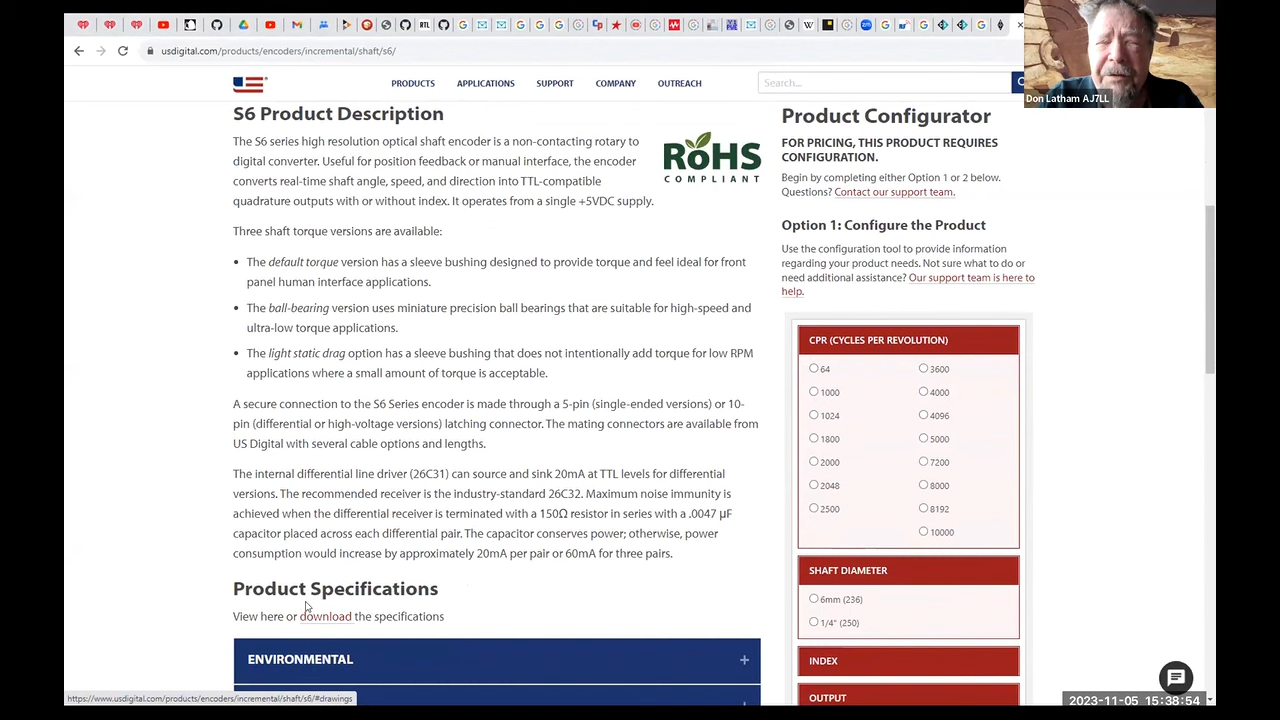 RTL
usdigital.com/products/encoders/incremental/shaft/s6/
PRODUCTS
APPLICATIONS
SUPPORT
COMPANY
OUTREACH
Search...
Don Latham AJ7LL
S6 Product Description
The S6 series high resolution optical shaft encoder is a non-contacting rotary to
digital converter. Useful for position feedback or manual interface, the encoder
converts real-time shaft angle, speed, and direction into TTL-compatible
quadrature outputs with or without index. It operates from a single +5VDC supply.
RoHS
COMPLIANT
Three shaft torque versions are available:
• The default torque version has a sleeve bushing designed to provide torque and feel ideal for front
panel human interface applications.
• The ball-bearing version uses miniature precision ball bearings that are suitable for high-speed and
ultra-low torque applications.
• The light static drag option has a sleeve bushing that does not intentionally add torque for low RPM
applications where a small amount of torque is acceptable.
A secure connection to the S6 Series encoder is made through a 5-pin (single-ended versions) or 10-
pin (differential or high-voltage versions) latching connector. The mating connectors are available from
US Digital with several cable options and lengths.
The internal differential line driver (26C31) can source and sink 20mA at TTL levels for differential
versions. The recommended receiver is the industry-standard 26C32. Maximum noise immunity is
achieved when the differential receiver is terminated with a 150Ω resistor in series with a .0047 μF
capacitor placed across each differential pair. The capacitor conserves power; otherwise, power
consumption would increase by approximately 20mA per pair or 60mA for three pairs.
Product Specifications
View here or download the specifications
ENVIRONMENTAL +
Product Configurator
FOR PRICING, THIS PRODUCT REQUIRES
CONFIGURATION.
Begin by completing either Option 1 or 2 below.
Questions? Contact our support team.
Option 1: Configure the Product
Use the configuration tool to provide information
regarding your product needs. Not sure what to do or
need additional assistance? Our support team is here to
help.
CPR (CYCLES PER REVOLUTION)
64 3600
1000 4000
1024 4096
1800 5000
2000 7200
2048 8000
2500 8192
10000
SHAFT DIAMETER
6mm (236)
1/4" (250)
INDEX
OUTPUT
https://www.usdigital.com/products/encoders/incremental/shaft/s6/#drawings
2023-11-05 15:38:54